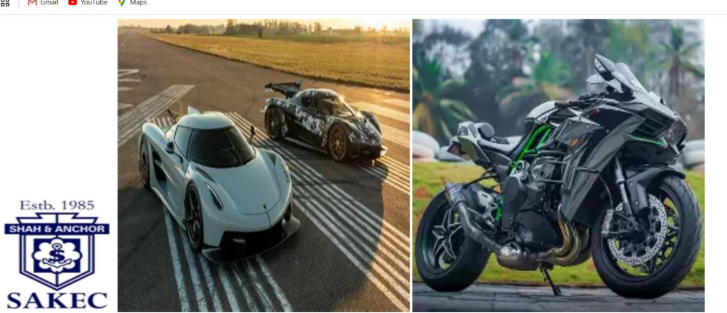 Gmail
YouTube
Maps
Estb. 1985
SHAH & ANCHOR
S
SAKEC